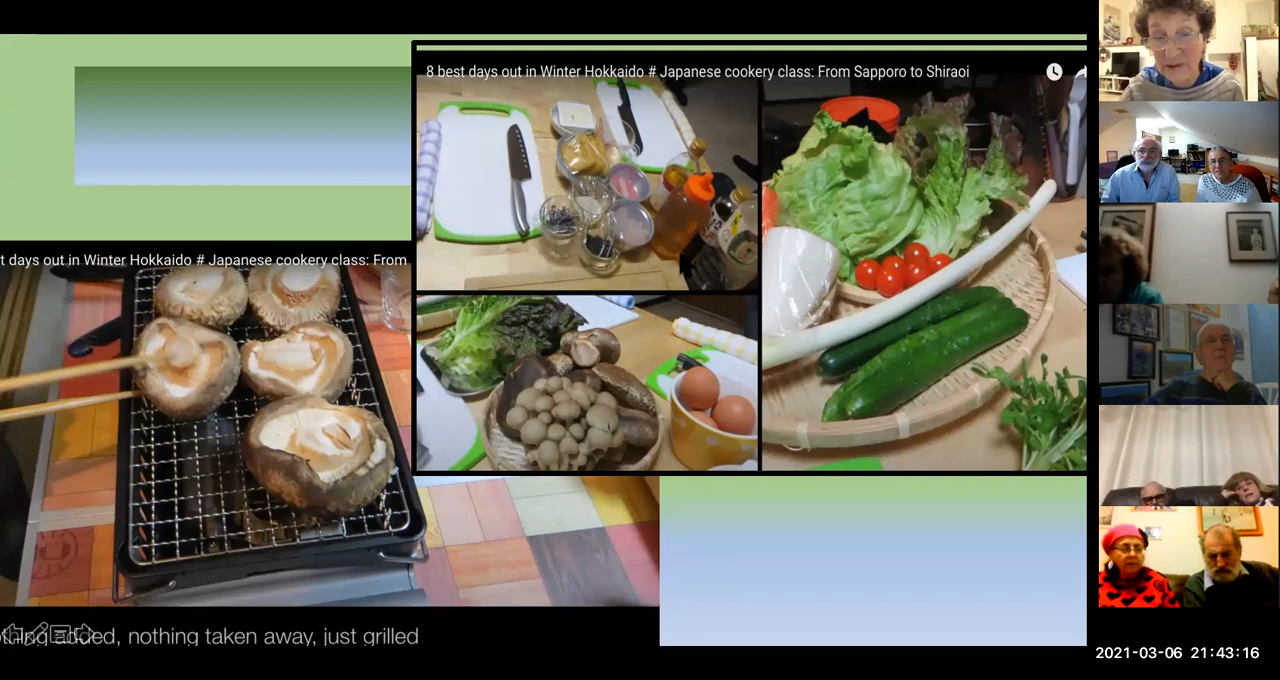 8 best days out in Winter Hokkaido # Japanese cookery class: From Sapporo to Shiraoi
t days out in Winter Hokkaido # Japanese cookery class: From
added, nothing taken away, just grilled
2021-03-06 21:43:16